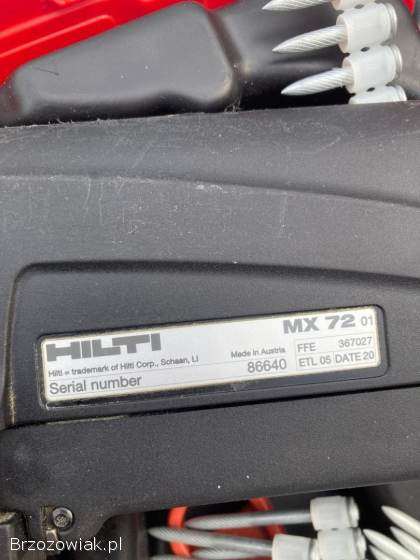 HILTI
MX 72 01
Hilti = trademark of Hilti Corp., Schaan, LI
Made in Austria
FFE 367027
Serial number
86640
ETL 05 DATE 20
Brzozowiak.pl